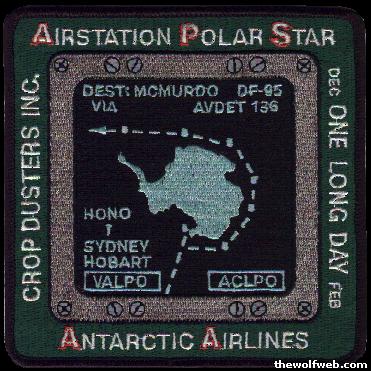 AIRSTATION POLAR STAR
CROP DUSTERS INC.
DEC ONE LONG DAY FEB
DEST: MCMURDO DF-95
VIA AVDET 136
HONO
↑
SYDNEY
HOBART
VALPO ACLPO
ANTARCTIC AIRLINES
thewolfweb.com